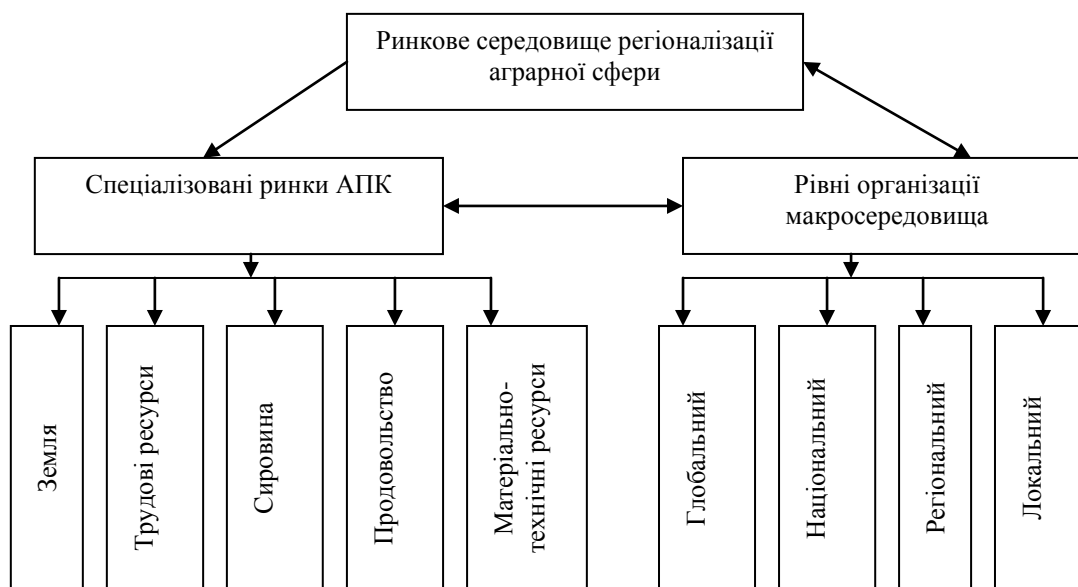 Ринкове середовище регіоналізації
аграрної сфери
Спеціалізовані ринки АПК
Рівні організації
макросередовища
Земля
Трудові ресурси
Сировина
Продовольство
Матеріально-
технічні ресурси
Глобальний
Національний
Регіональний
Локальний